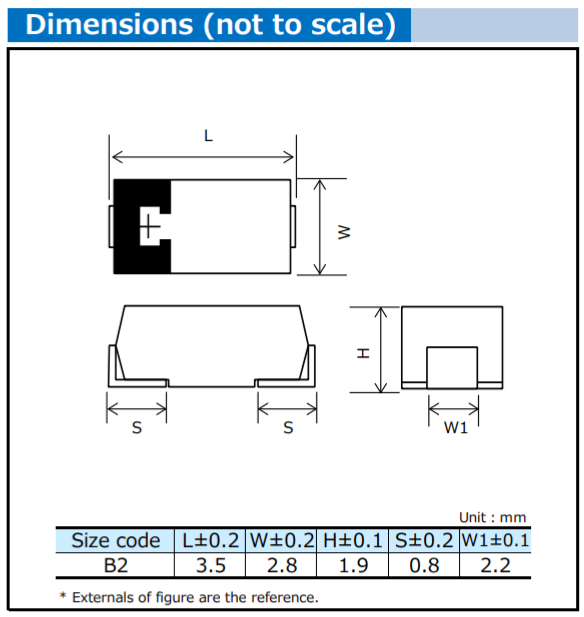 Dimensions (not to scale)
L
W
H
S
S
W1
Unit : mm
Size code L±0.2 W±0.2 H±0.1 S±0.2 W1±0.1
B2 3.5 2.8 1.9 0.8 2.2
* Externals of figure are the reference.